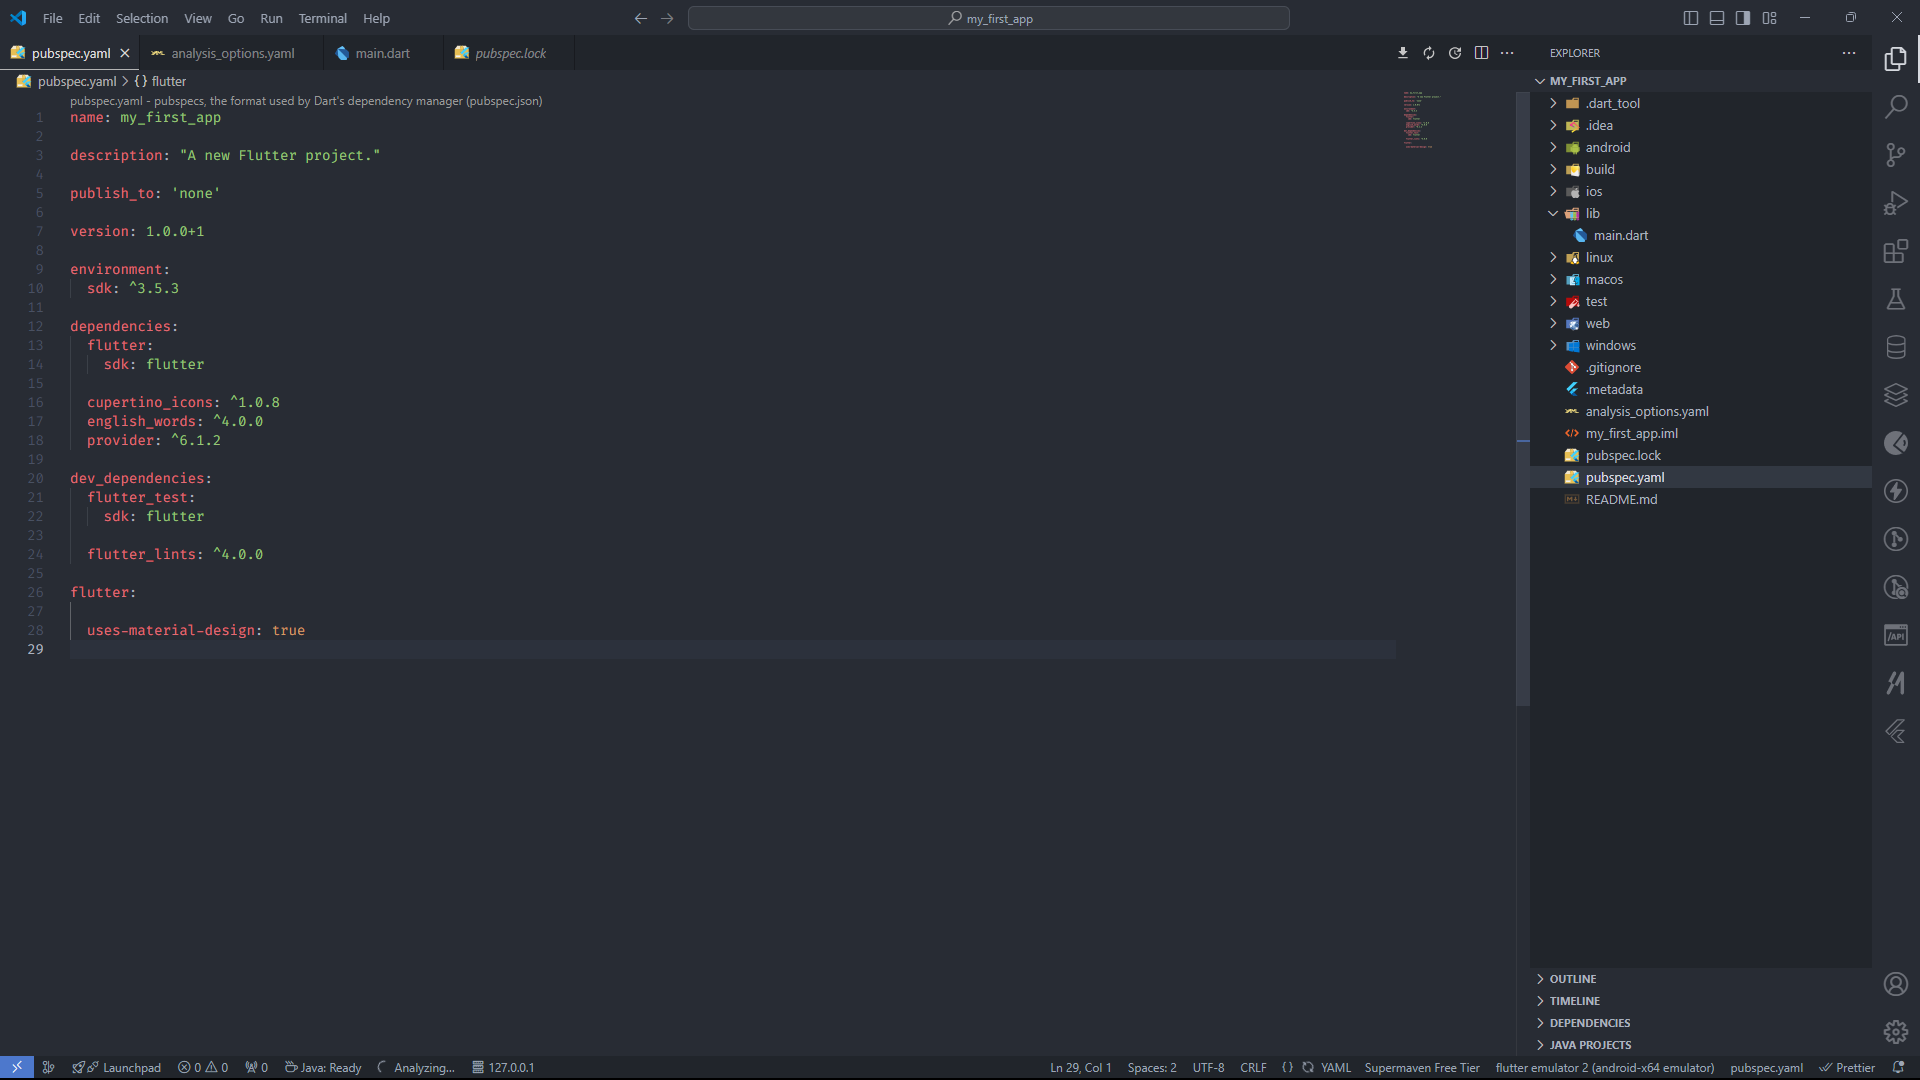 File Edit Selection View Go Run Terminal Help
my_first_app
pubspec.yaml analysis_options.yaml main.dart pubspec.lock
pubspec.yaml > {} flutter
pubspec.yaml - pubspecs, the format used by Dart's dependency manager (pubspec.json)
1 name: my_first_app
2
3 description: "A new Flutter project."
4
5 publish_to: 'none'
6
7 version: 1.0.0+1
8
9 environment:
10 sdk: ^3.5.3
11
12 dependencies:
13 flutter:
14 sdk: flutter
15
16 cupertino_icons: ^1.0.8
17 english_words: ^4.0.0
18 provider: ^6.1.2
19
20 dev_dependencies:
21 flutter_test:
22 sdk: flutter
23
24 flutter_lints: ^4.0.0
25
26 flutter:
27
28 uses-material-design: true
29
EXPLORER
MY_FIRST_APP
.dart_tool
.idea
android
build
ios
lib
main.dart
linux
macos
test
web
windows
.gitignore
.metadata
analysis_options.yaml
my_first_app.iml
pubspec.lock
pubspec.yaml
README.md
OUTLINE
TIMELINE
DEPENDENCIES
JAVA PROJECTS
/API
Launchpad 0 0 0 Java: Ready Analyzing... 127.0.0.1 Ln 29, Col 1 Spaces: 2 UTF-8 CRLF {} YAML Supermaven Free Tier flutter emulator 2 (android-x64 emulator) pubspec.yaml Prettier